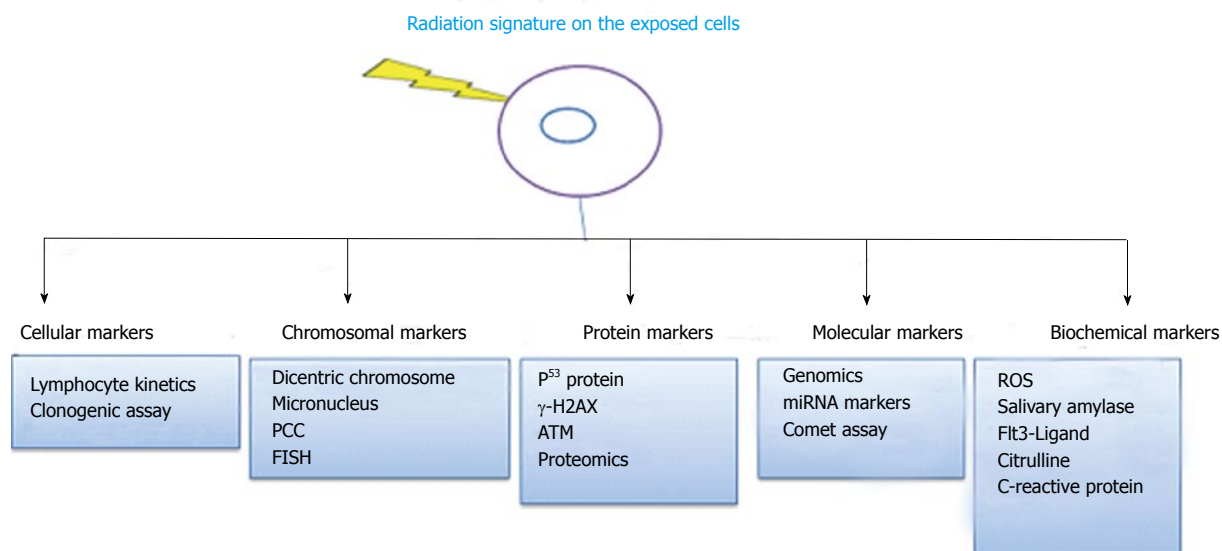 Radiation signature on the exposed cells
Cellular markers
Lymphocyte kinetics
Clonogenic assay
Chromosomal markers
Dicentric chromosome
Micronucleus
PCC
FISH
Protein markers
P⁵³ protein
γ-H2AX
ATM
Proteomics
Molecular markers
Genomics
miRNA markers
Comet assay
Biochemical markers
ROS
Salivary amylase
Flt3-Ligand
Citrulline
C-reactive protein